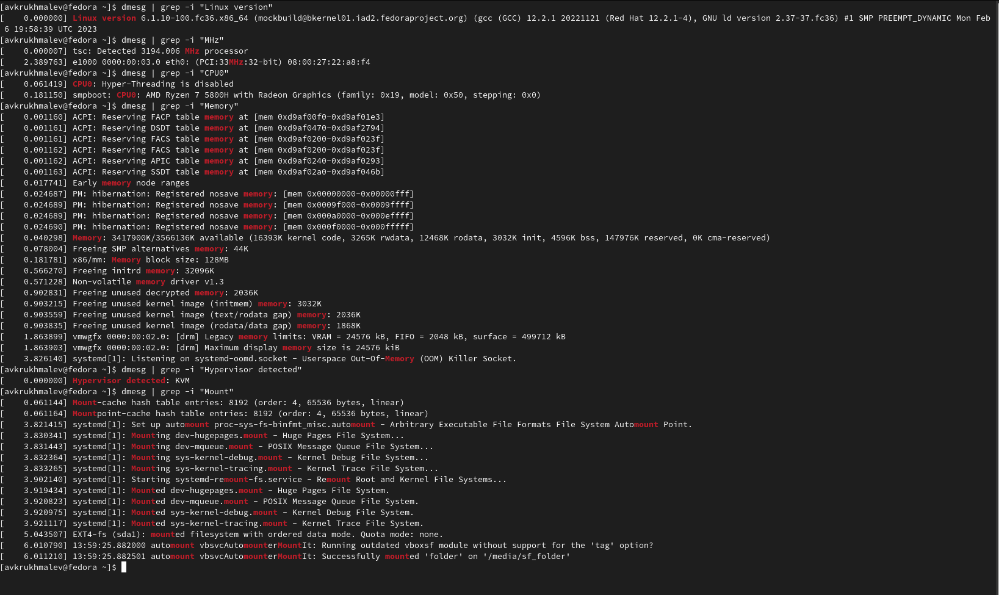 [avkrukhmalev@fedora ~]$ dmesg | grep -i "Linux version"
[    0.000000] Linux version 6.1.10-100.fc36.x86_64 (mockbuild@bkernel01.iad2.fedoraproject.org) (gcc (GCC) 12.2.1 20221121 (Red Hat 12.2.1-4), GNU ld version 2.37-37.fc36) #1 SMP PREEMPT_DYNAMIC Mon Feb
 6 19:58:39 UTC 2023
[avkrukhmalev@fedora ~]$ dmesg | grep -i "MHz"
[    0.000007] tsc: Detected 3194.006 MHz processor
[    2.389763] e1000 0000:00:03.0 eth0: (PCI:33MHz:32-bit) 08:00:27:22:a8:f4
[avkrukhmalev@fedora ~]$ dmesg | grep -i "CPU0"
[    0.061419] CPU0: Hyper-Threading is disabled
[    0.181150] smpboot: CPU0: AMD Ryzen 7 5800H with Radeon Graphics (family: 0x19, model: 0x50, stepping: 0x0)
[avkrukhmalev@fedora ~]$ dmesg | grep -i "Memory"
[    0.001160] ACPI: Reserving FACP table memory at [mem 0xd9af00f0-0xd9af01e3]
[    0.001161] ACPI: Reserving DSDT table memory at [mem 0xd9af0470-0xd9af2794]
[    0.001161] ACPI: Reserving FACS table memory at [mem 0xd9af0200-0xd9af023f]
[    0.001162] ACPI: Reserving FACS table memory at [mem 0xd9af0200-0xd9af023f]
[    0.001162] ACPI: Reserving APIC table memory at [mem 0xd9af0240-0xd9af0293]
[    0.001163] ACPI: Reserving SSDT table memory at [mem 0xd9af02a0-0xd9af046b]
[    0.017741] Early memory node ranges
[    0.024687] PM: hibernation: Registered nosave memory: [mem 0x00000000-0x00000fff]
[    0.024689] PM: hibernation: Registered nosave memory: [mem 0x0009f000-0x0009ffff]
[    0.024689] PM: hibernation: Registered nosave memory: [mem 0x000a0000-0x000effff]
[    0.024690] PM: hibernation: Registered nosave memory: [mem 0x000f0000-0x000fffff]
[    0.040298] Memory: 3417900K/3566136K available (16393K kernel code, 3265K rwdata, 12468K rodata, 3032K init, 4596K bss, 147976K reserved, 0K cma-reserved)
[    0.078004] Freeing SMP alternatives memory: 44K
[    0.181781] x86/mm: Memory block size: 128MB
[    0.566270] Freeing initrd memory: 32096K
[    0.571228] Non-volatile memory driver v1.3
[    0.902831] Freeing unused decrypted memory: 2036K
[    0.903215] Freeing unused kernel image (initmem) memory: 3032K
[    0.903559] Freeing unused kernel image (text/rodata gap) memory: 2036K
[    0.903835] Freeing unused kernel image (rodata/data gap) memory: 1868K
[    1.863899] vmwgfx 0000:00:02.0: [drm] Legacy memory limits: VRAM = 24576 kB, FIFO = 2048 kB, surface = 499712 kB
[    1.863903] vmwgfx 0000:00:02.0: [drm] Maximum display memory size is 24576 kiB
[    3.826140] systemd[1]: Listening on systemd-oomd.socket - Userspace Out-Of-Memory (OOM) Killer Socket.
[avkrukhmalev@fedora ~]$ dmesg | grep -i "Hypervisor detected"
[    0.000000] Hypervisor detected: KVM
[avkrukhmalev@fedora ~]$ dmesg | grep -i "Mount"
[    0.061144] Mount-cache hash table entries: 8192 (order: 4, 65536 bytes, linear)
[    0.061164] Mountpoint-cache hash table entries: 8192 (order: 4, 65536 bytes, linear)
[    3.821415] systemd[1]: Set up automount proc-sys-fs-binfmt_misc.automount - Arbitrary Executable File Formats File System Automount Point.
[    3.830341] systemd[1]: Mounting dev-hugepages.mount - Huge Pages File System...
[    3.831443] systemd[1]: Mounting dev-mqueue.mount - POSIX Message Queue File System...
[    3.832364] systemd[1]: Mounting sys-kernel-debug.mount - Kernel Debug File System...
[    3.833265] systemd[1]: Mounting sys-kernel-tracing.mount - Kernel Trace File System...
[    3.902140] systemd[1]: Starting systemd-remount-fs.service - Remount Root and Kernel File Systems...
[    3.919434] systemd[1]: Mounted dev-hugepages.mount - Huge Pages File System.
[    3.920823] systemd[1]: Mounted dev-mqueue.mount - POSIX Message Queue File System.
[    3.920975] systemd[1]: Mounted sys-kernel-debug.mount - Kernel Debug File System.
[    3.921117] systemd[1]: Mounted sys-kernel-tracing.mount - Kernel Trace File System.
[    5.043507] EXT4-fs (sda1): mounted filesystem with ordered data mode. Quota mode: none.
[    6.010790] 13:59:25.882000 automount vbsvcAutomounterMountIt: Running outdated vboxsf module without support for the 'tag' option?
[    6.011210] 13:59:25.882501 automount vbsvcAutomounterMountIt: Successfully mounted 'folder' on '/media/sf_folder'
[avkrukhmalev@fedora ~]$